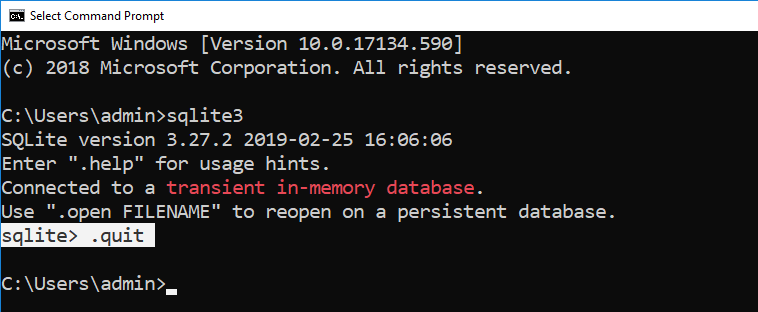 Select Command Prompt
Microsoft Windows [Version 10.0.17134.590]
(c) 2018 Microsoft Corporation. All rights reserved.
C:\Users\admin>sqlite3
SQLite version 3.27.2 2019-02-25 16:06:06
Enter ".help" for usage hints.
Connected to a transient in-memory database.
Use ".open FILENAME" to reopen on a persistent database.
sqlite> .quit
C:\Users\admin>